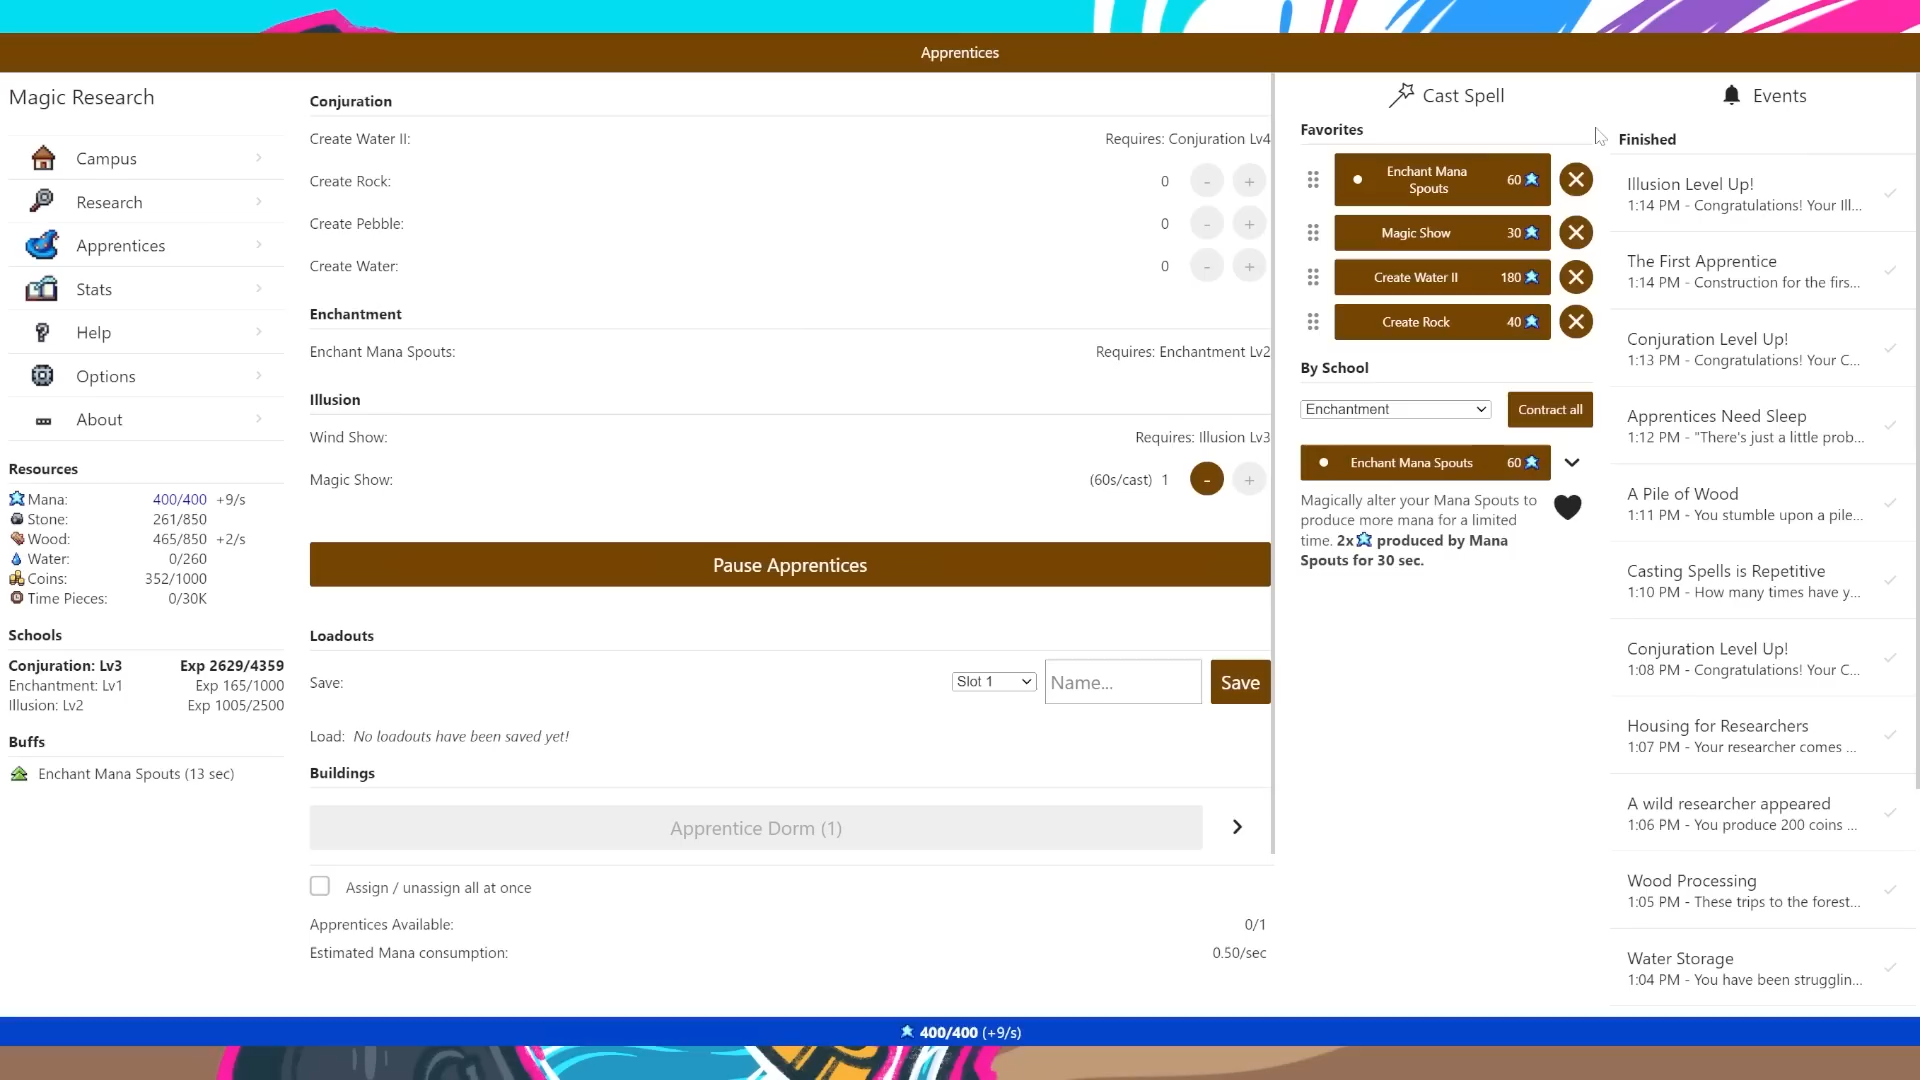 Apprentices
Magic Research
Campus
Research
Apprentices
Stats
Help
Options
About
Resources
Mana: 400/400 +9/s
Stone: 261/850
Wood: 465/850 +2/s
Water: 0/260
Coins: 352/1000
Time Pieces: 0/30K
Schools
Conjuration: Lv3 Exp 2629/4359
Enchantment: Lv1 Exp 165/1000
Illusion: Lv2 Exp 1005/2500
Buffs
Enchant Mana Spouts (13 sec)
Conjuration
Create Water II: Requires: Conjuration Lv4
Create Rock: 0 - +
Create Pebble: 0 - +
Create Water: 0 - +
Enchantment
Enchant Mana Spouts: Requires: Enchantment Lv2
Illusion
Wind Show: Requires: Illusion Lv3
Magic Show: (60s/cast) 1 - +
Pause Apprentices
Loadouts
Save: Slot 1 Name... Save
Load: No loadouts have been saved yet!
Buildings
Apprentice Dorm (1)
Assign / unassign all at once
Apprentices Available: 0/1
Estimated Mana consumption: 0.50/sec
Cast Spell
Favorites
Enchant Mana
Spouts 60
Magic Show 30
Create Water II 180
Create Rock 40
By School
Enchantment Contract all
Enchant Mana Spouts 60
Magically alter your Mana Spouts to
produce more mana for a limited
time. 2x produced by Mana
Spouts for 30 sec.
Events
Finished
Illusion Level Up!
1:14 PM - Congratulations! Your Ill...
The First Apprentice
1:14 PM - Construction for the firs...
Conjuration Level Up!
1:13 PM - Congratulations! Your C...
Apprentices Need Sleep
1:12 PM - "There's just a little prob...
A Pile of Wood
1:11 PM - You stumble upon a pile...
Casting Spells is Repetitive
1:10 PM - How many times have y...
Conjuration Level Up!
1:08 PM - Congratulations! Your C...
Housing for Researchers
1:07 PM - Your researcher comes ...
A wild researcher appeared
1:06 PM - You produce 200 coins ...
Wood Processing
1:05 PM - These trips to the forest...
Water Storage
1:04 PM - You have been strugglin...
400/400 (+9/s)